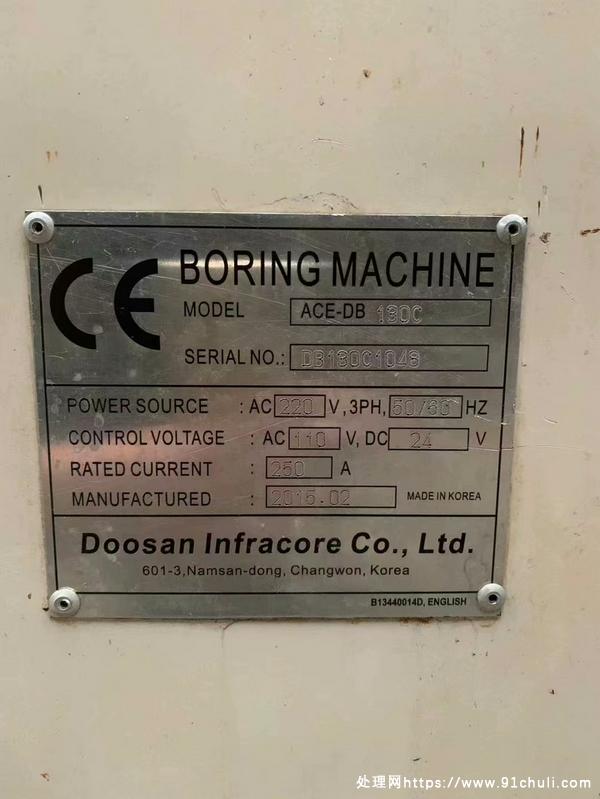 CE BORING MACHINE
MODEL ACE-DB 130C
SERIAL NO.: DB130C1048
POWER SOURCE : AC 220 V, 3PH, 50/60 HZ
CONTROL VOLTAGE : AC 110 V, DC 24 V
RATED CURRENT : 250 A
MANUFACTURED : 2015.02 MADE IN KOREA
Doosan Infracore Co., Ltd.
601-3,Namsan-dong, Changwon, Korea
B13440014D, ENGLISH
处理网https://www.91chuli.com/